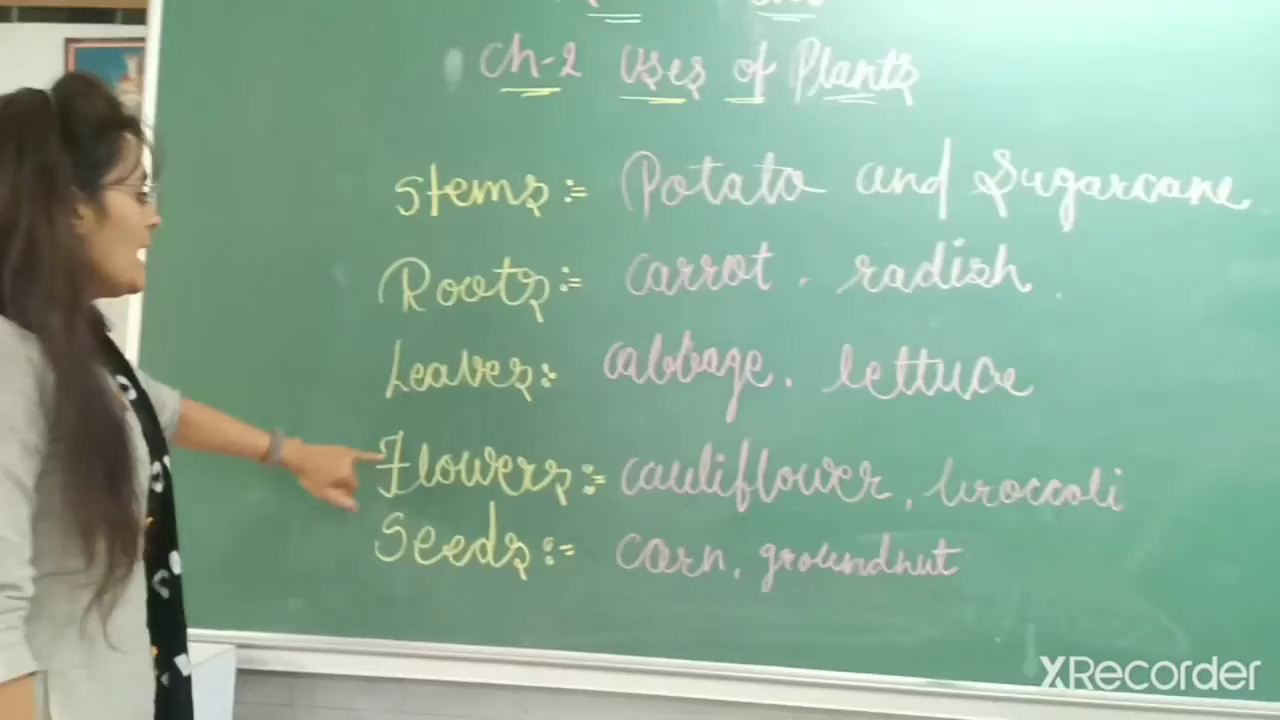 Ch-2 Uses of Plants
Stems:= Potato and Sugarcane
Roots:= carrot. radish.
Leaves:- cabbage. lettuce
Flowers:- cauliflower, broccoli
Seeds:= corn, groundnut
XRecorder